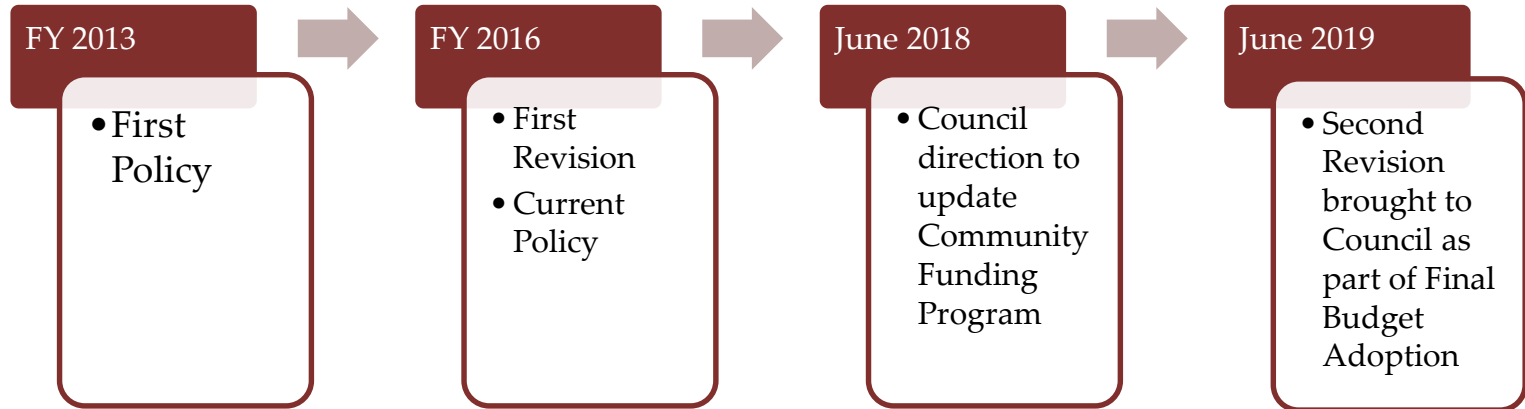 FY 2013
• First
Policy
FY 2016
• First
Revision
• Current
Policy
June 2018
• Council
direction to
update
Community
Funding
Program
June 2019
• Second
Revision
brought to
Council as
part of Final
Budget
Adoption